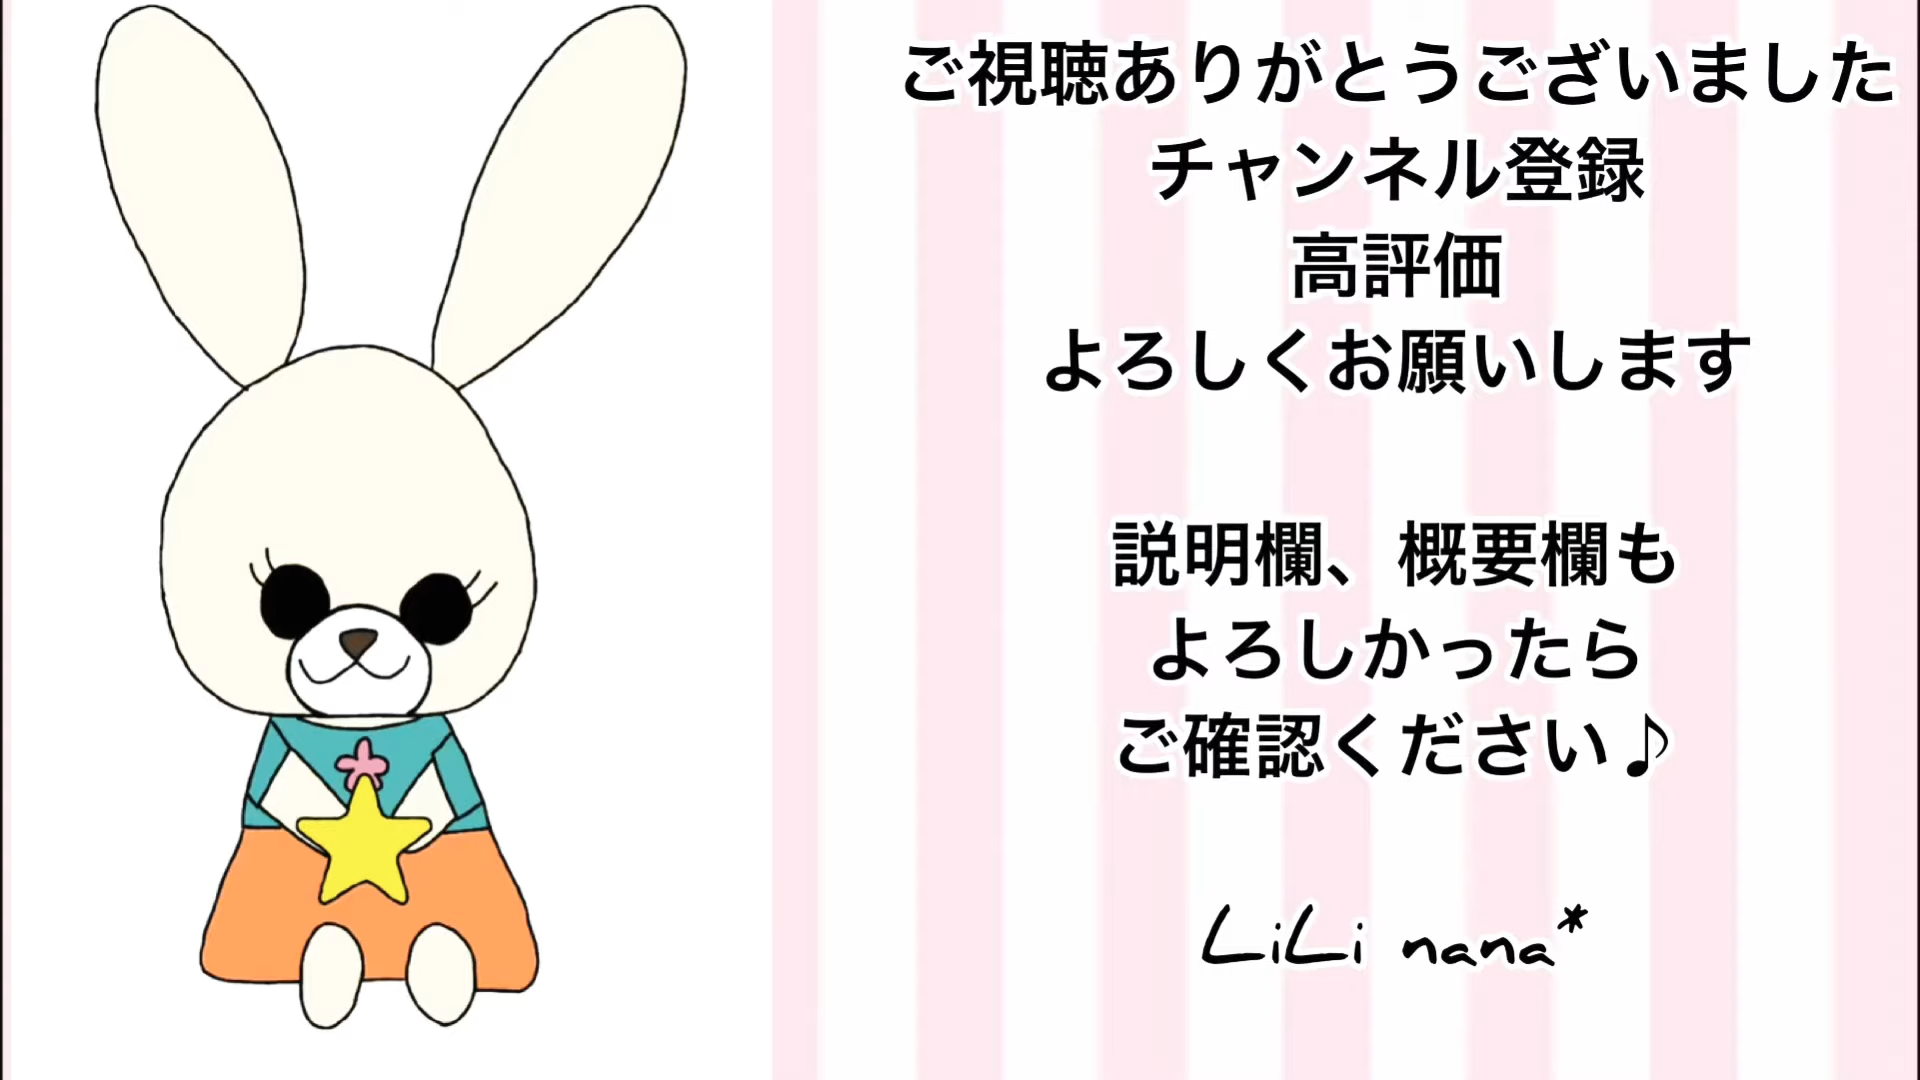 ご視聴ありがとうございました
チャンネル登録
高評価
よろしくお願いします
説明欄、概要欄も
よろしかったら
ご確認ください♪
LiLi nana*